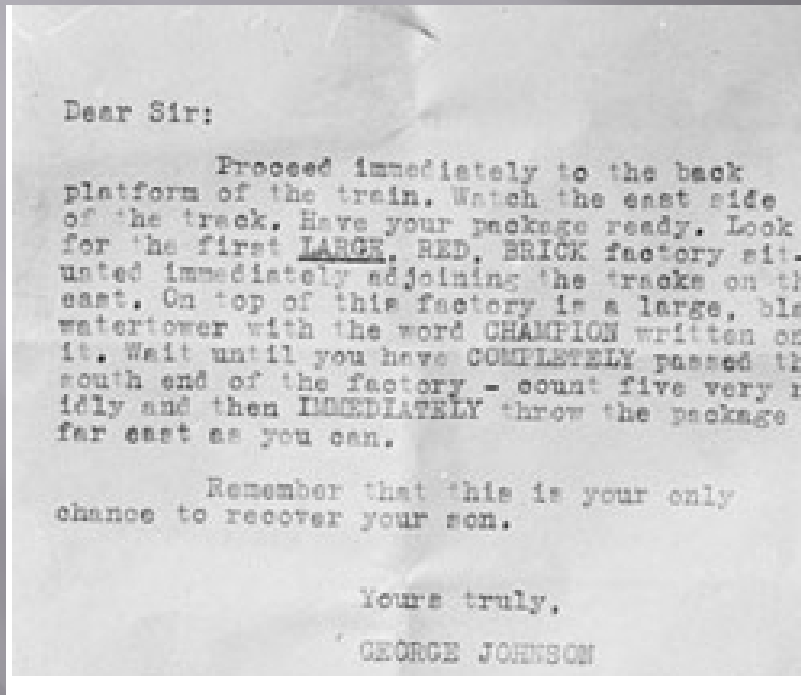 Dear Sir:
Proceed immediately to the back
platform of the train. Watch the east side
of the track. Have your package ready. Look
for the first LARGE, RED, BRICK factory sit-
uated immediately adjoining the tracks on th
east. On top of this factory is a large, bla
watertower with the word CHAMPION written on
it. Wait until you have COMPLETELY passed th
south end of the factory - count five very r
idly and then IMMEDIATELY throw the package
far east as you can.
Remember that this is your only
chance to recover your son.
Yours truly,
GEORGE JOHNSON